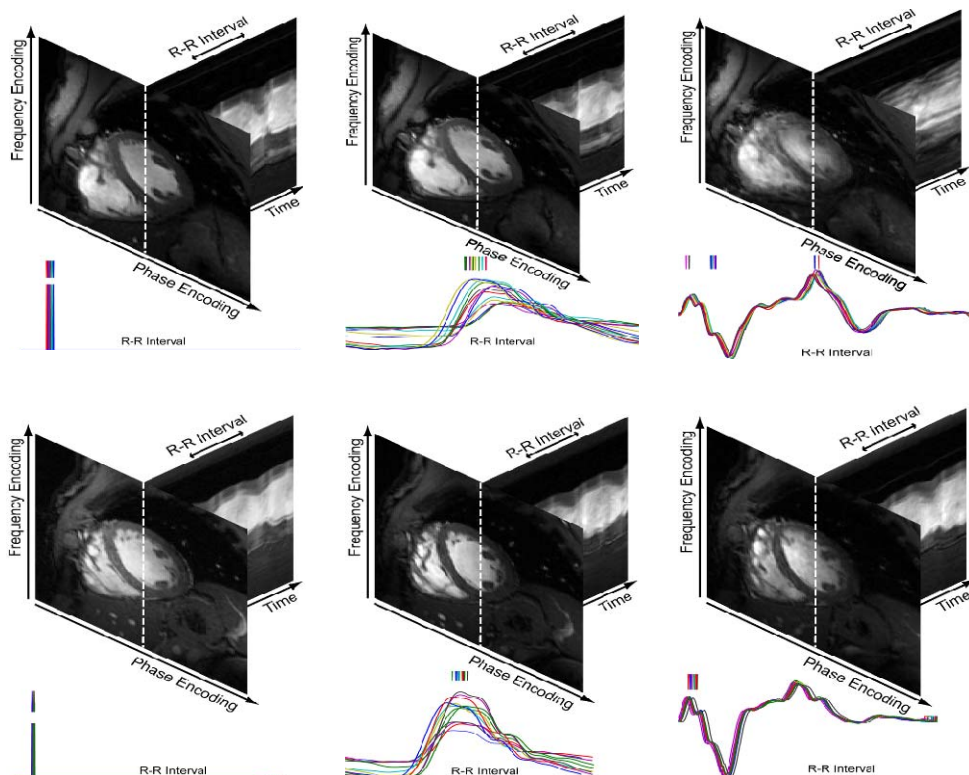 R-R Interval
Frequency Encoding
Time
Phase Encoding
R-R Interval
R-R Interval
Frequency Encoding
Time
Phase Encoding
R-R Interval
R-R Interval
Frequency Encoding
Time
Phase Encoding
R-R Interval
R-R Interval
Frequency Encoding
Time
Phase Encoding
R-R Interval
R-R Interval
Frequency Encoding
Time
Phase Encoding
R-R Interval
R-R Interval
Frequency Encoding
Time
Phase Encoding
R-R Interval